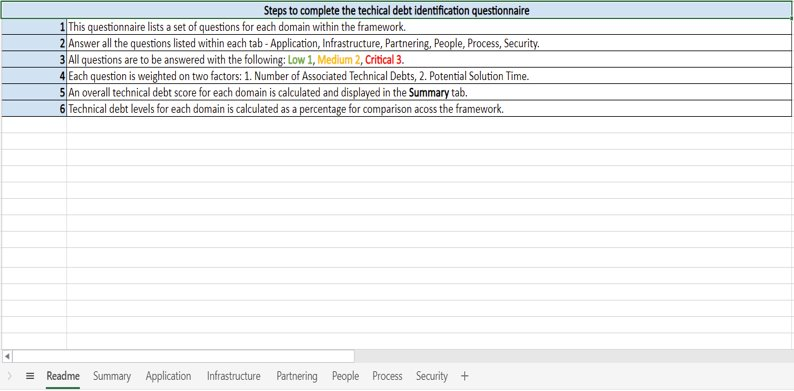 Steps to complete the techical debt identification questionnaire
1 This questionnaire lists a set of questions for each domain within the framework.
2 Answer all the questions listed within each tab - Application, Infrastructure, Partnering, People, Process, Security.
3 All questions are to be answered with the following: Low 1, Medium 2, Critical 3.
4 Each question is weighted on two factors: 1. Number of Associated Technical Debts, 2. Potential Solution Time.
5 An overall technical debt score for each domain is calculated and displayed in the Summary tab.
6 Technical debt levels for each domain is calculated as a percentage for comparison acoss the framework.
Readme Summary Application Infrastructure Partnering People Process Security +